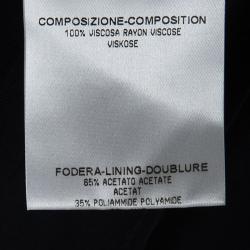 COMPOSIZIONE-COMPOSITION
100% VISCOSA RAYON VISCOSE
VISKOSE
FODERA-LINING-DOUBLURE
65% ACETATO ACETATE
ACETAT
35% POLIAMMIDE POLYAMIDE